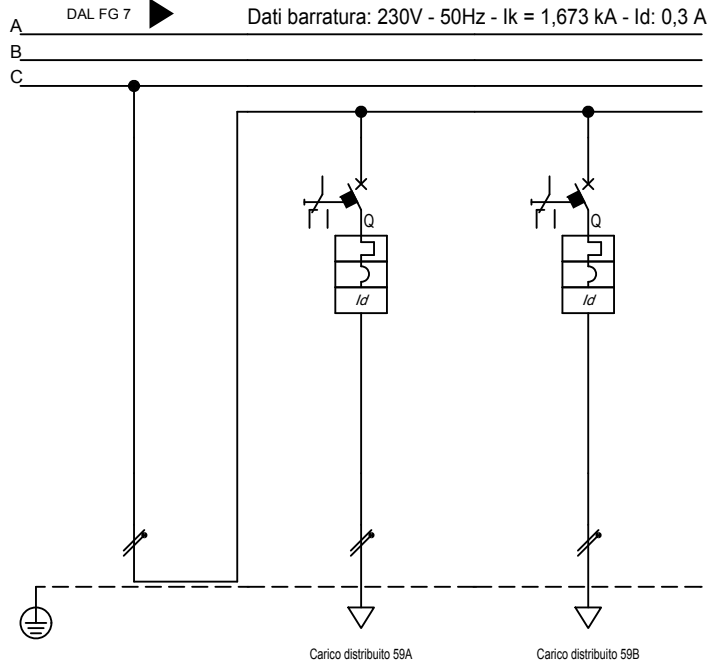 DAL FG 7
Dati barratura: 230V - 50Hz - Ik = 1,673 kA - Id: 0,3 A
A
B
C
Q
Q
Id
Id
Carico distribuito 59A
Carico distribuito 59B